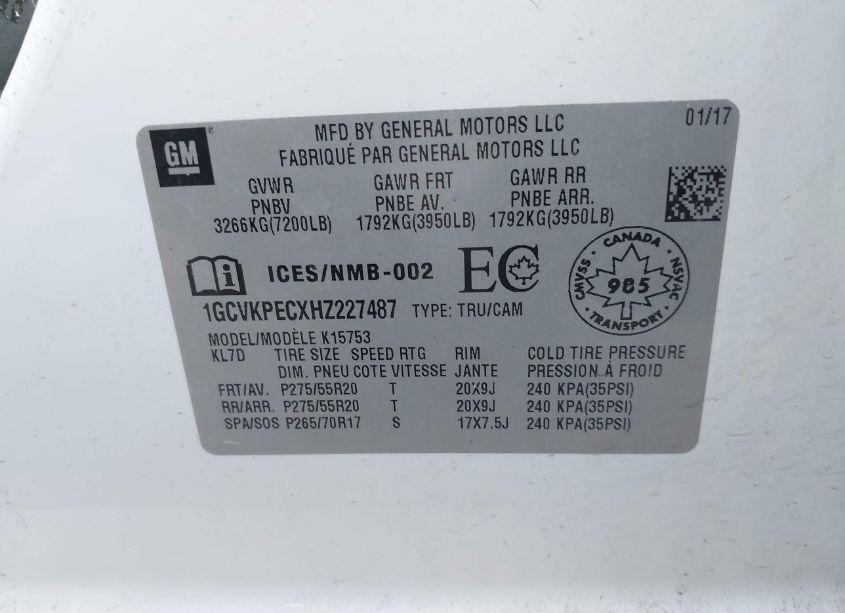 GM
MFD BY GENERAL MOTORS LLC 01/17
FABRIQUÉ PAR GENERAL MOTORS LLC
GVWR GAWR FRT GAWR RR
PNBV PNBE AV. PNBE ARR.
3266KG(7200LB) 1792KG(3950LB) 1792KG(3950LB)
i ICES/NMB-002 EC
CANADA
CMVSS 985 NSVAC
TRANSPORT
1GCVKPECXHZ227487 TYPE: TRU/CAM
MODEL/MODÈLE K15753
KL7D TIRE SIZE SPEED RTG RIM COLD TIRE PRESSURE
DIM. PNEU COTE VITESSE JANTE PRESSION À FROID
FRT/AV. P275/55R20 T 20X9J 240 KPA(35PSI)
RR/ARR. P275/55R20 T 20X9J 240 KPA(35PSI)
SPA/SOS P265/70R17 S 17X7.5J 240 KPA(35PSI)